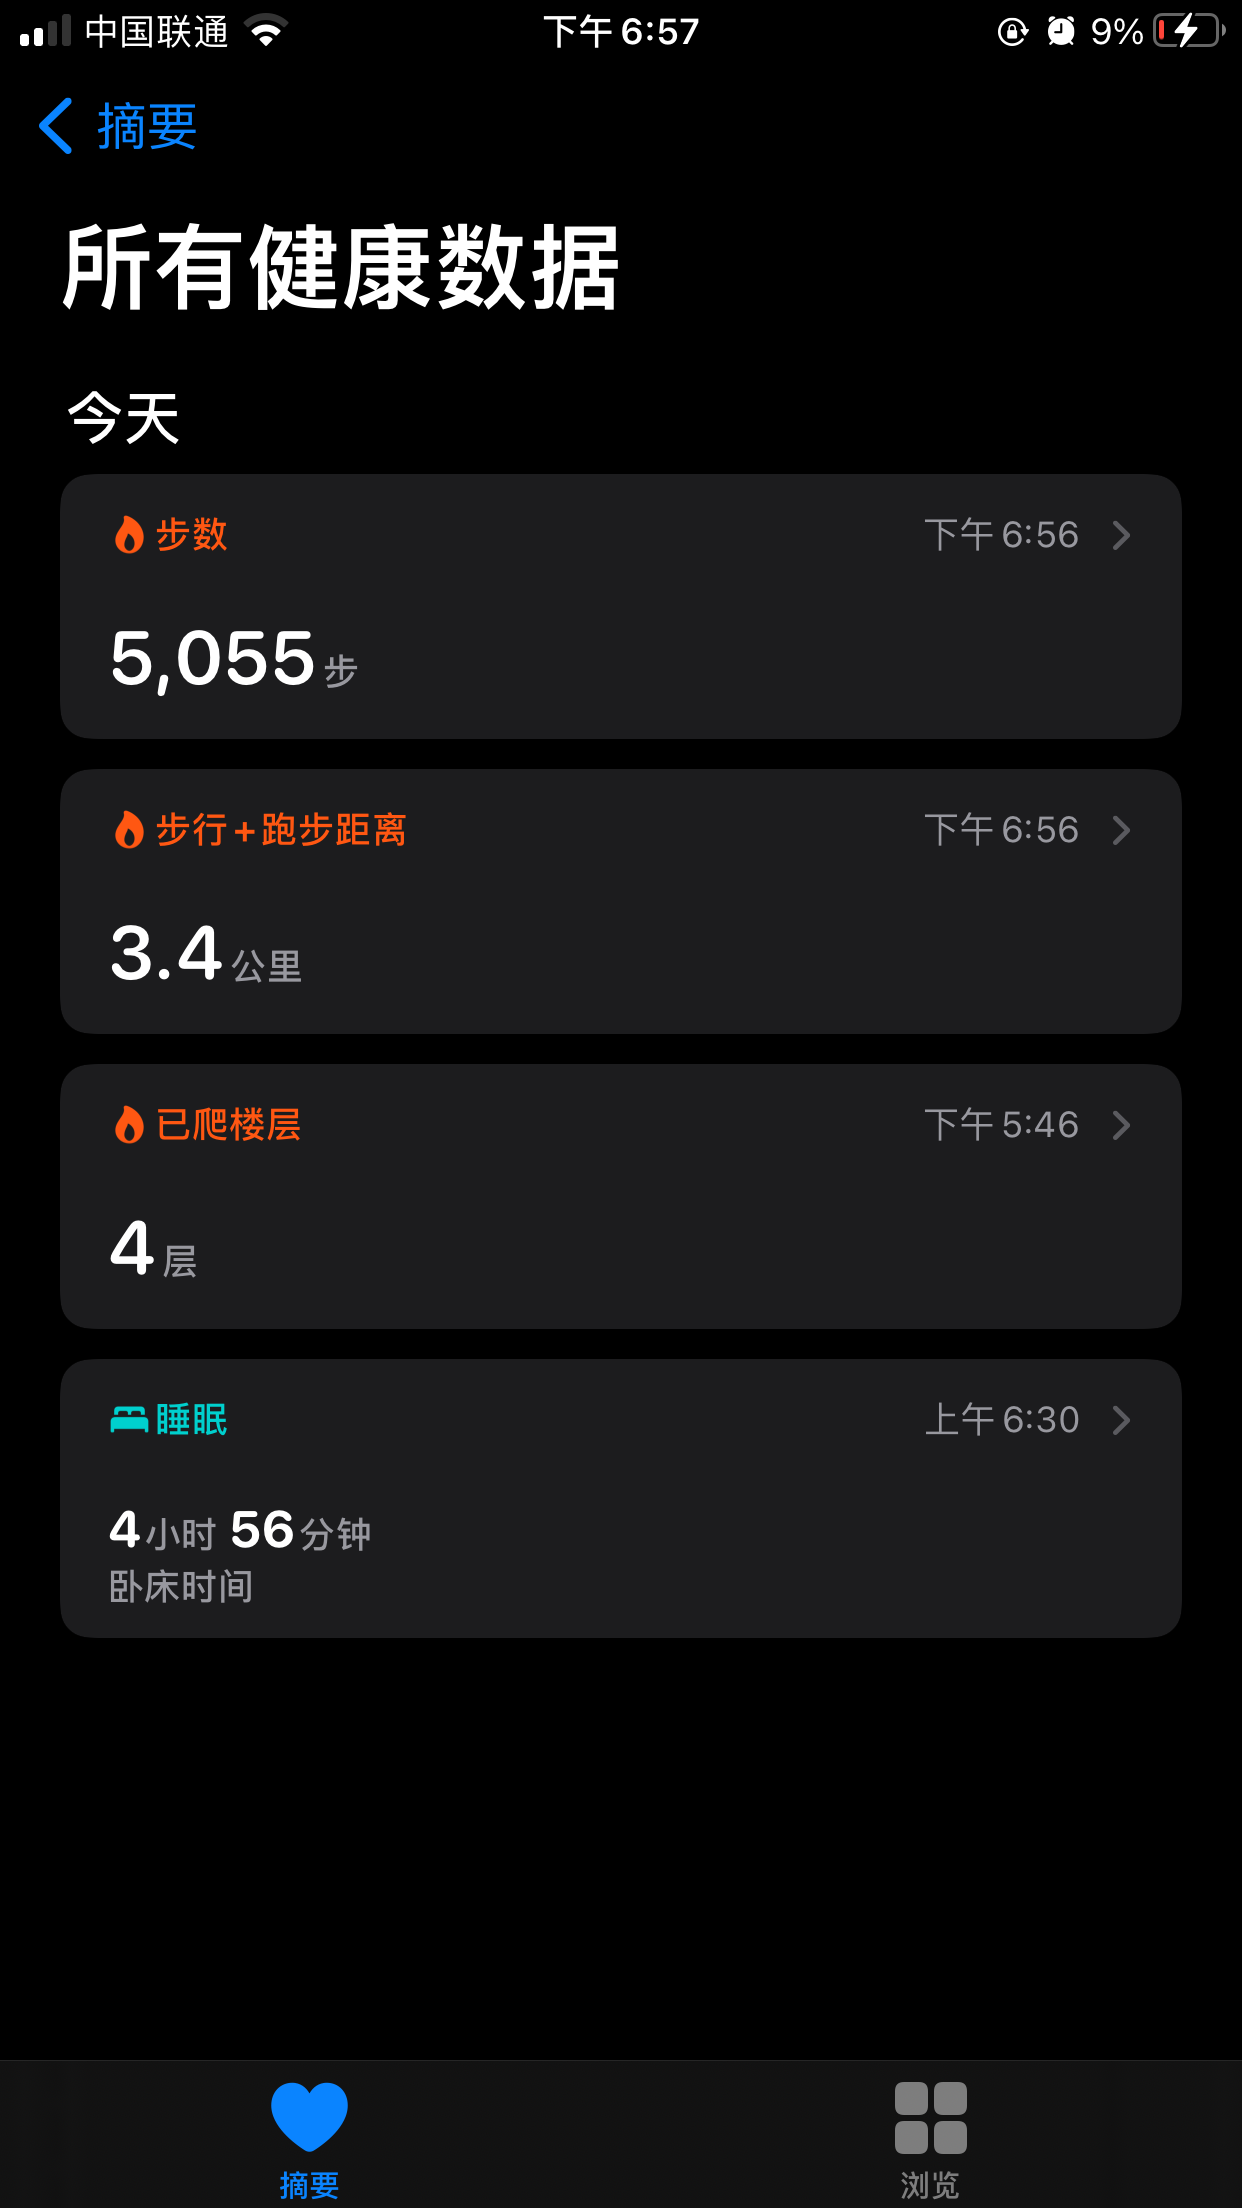 中国联通 下午 6:57 9%
摘要
所有健康数据
今天
步数 下午 6:56
5,055 步
步行+跑步距离 下午 6:56
3.4 公里
已爬楼层 下午 5:46
4 层
睡眠 上午 6:30
4小时 56分钟
卧床时间
摘要 浏览